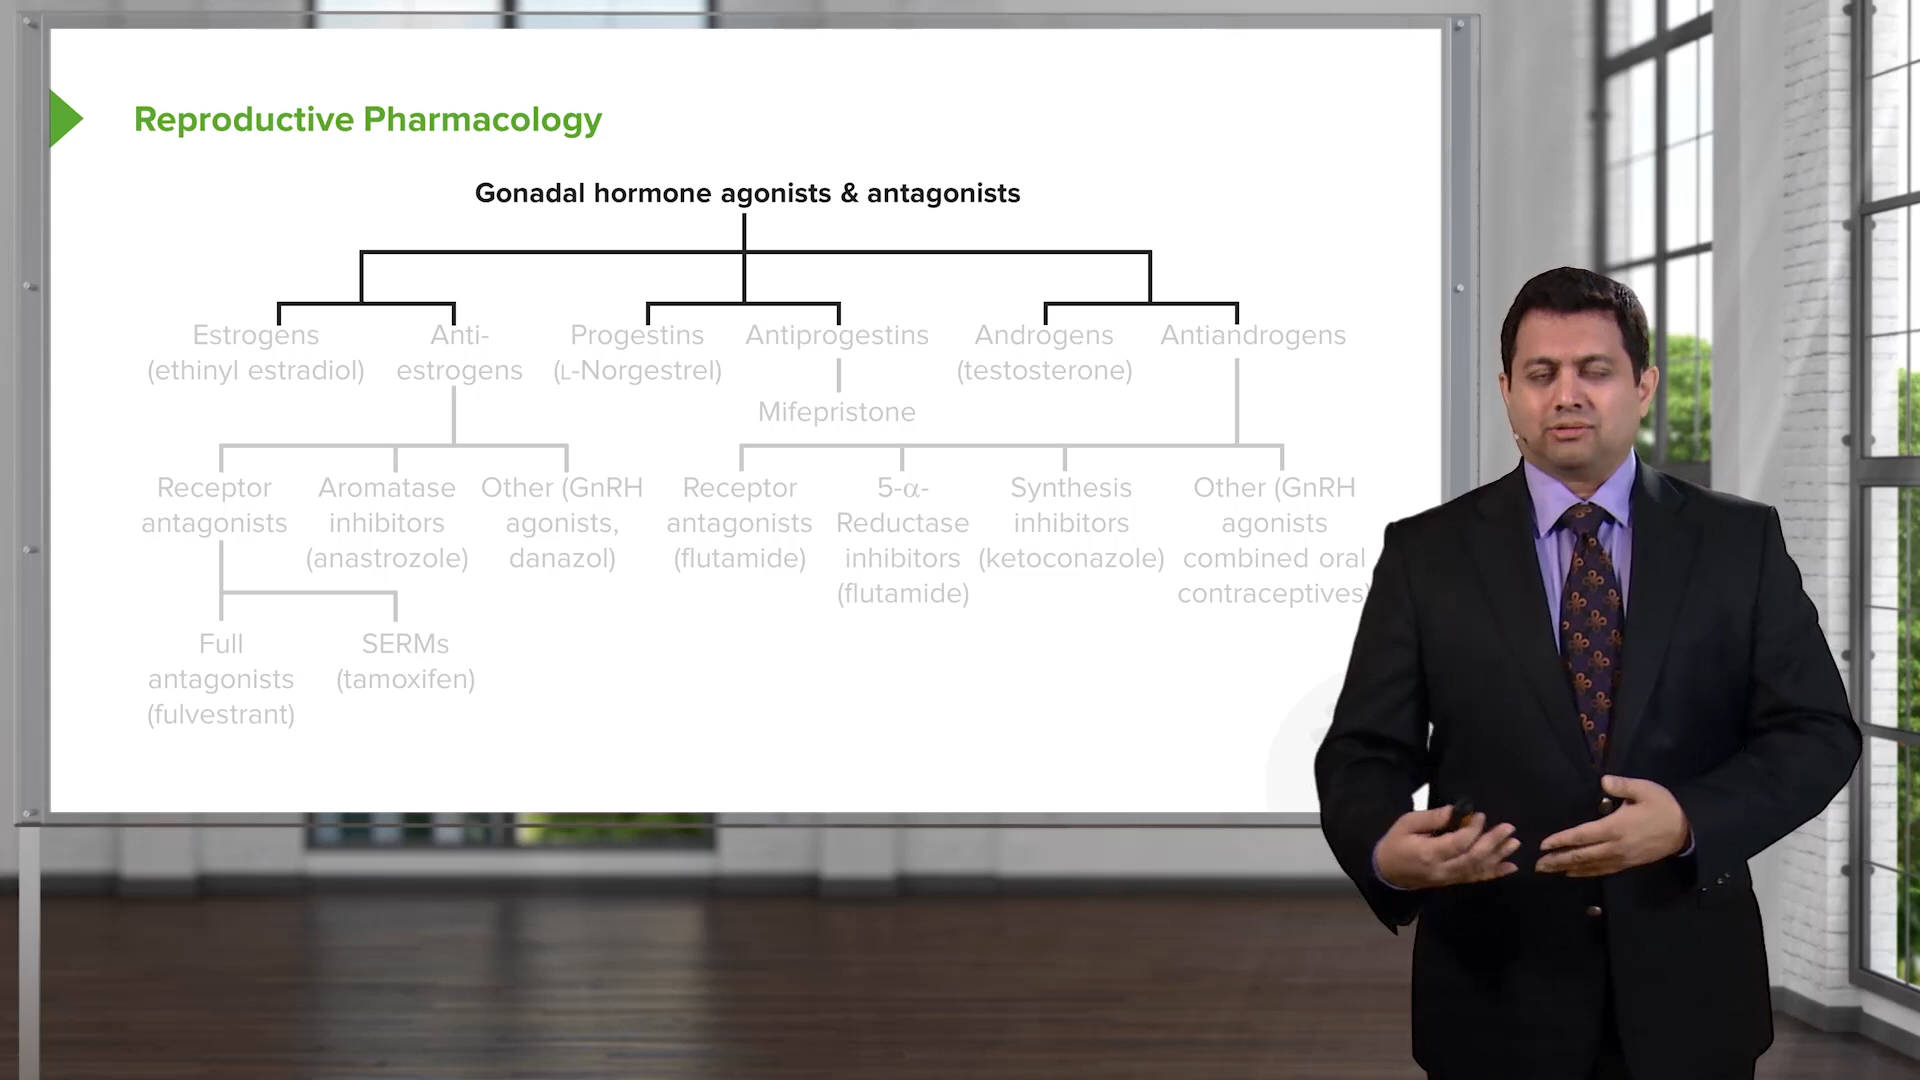 Reproductive Pharmacology
Gonadal hormone agonists & antagonists
Estrogens
(ethinyl estradiol)
Anti-
estrogens
Progestins
(L-Norgestrel)
Antiprogestins
Mifepristone
Androgens
(testosterone)
Antiandrogens
Receptor
antagonists
Aromatase
inhibitors
(anastrozole)
Other (GnRH
agonists,
danazol)
Receptor
antagonists
(flutamide)
5-α-
Reductase
inhibitors
(flutamide)
Synthesis
inhibitors
(ketoconazole)
Other (GnRH
agonists
combined oral
contraceptives)
Full
antagonists
(fulvestrant)
SERMs
(tamoxifen)